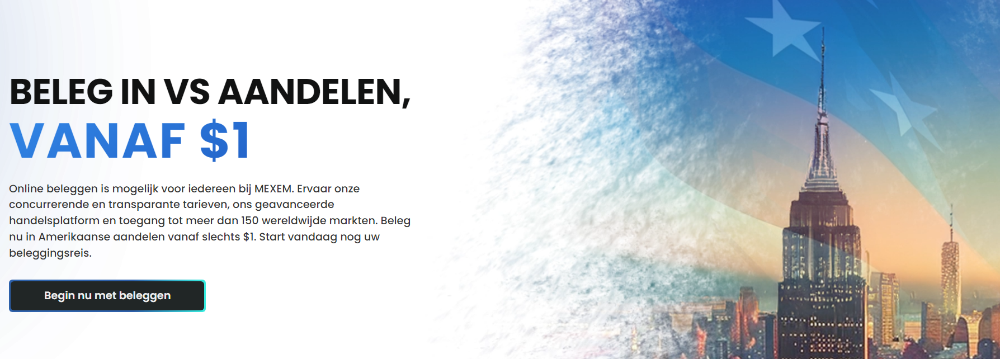 BELEG IN VS AANDELEN,
VANAF $1
Online beleggen is mogelijk voor iedereen bij MEXEM. Ervaar onze
concurrerende en transparante tarieven, ons geavanceerde
handelsplatform en toegang tot meer dan 150 wereldwijde markten. Beleg
nu in Amerikaanse aandelen vanaf slechts $1. Start vandaag nog uw
beleggingsreis.
Begin nu met beleggen